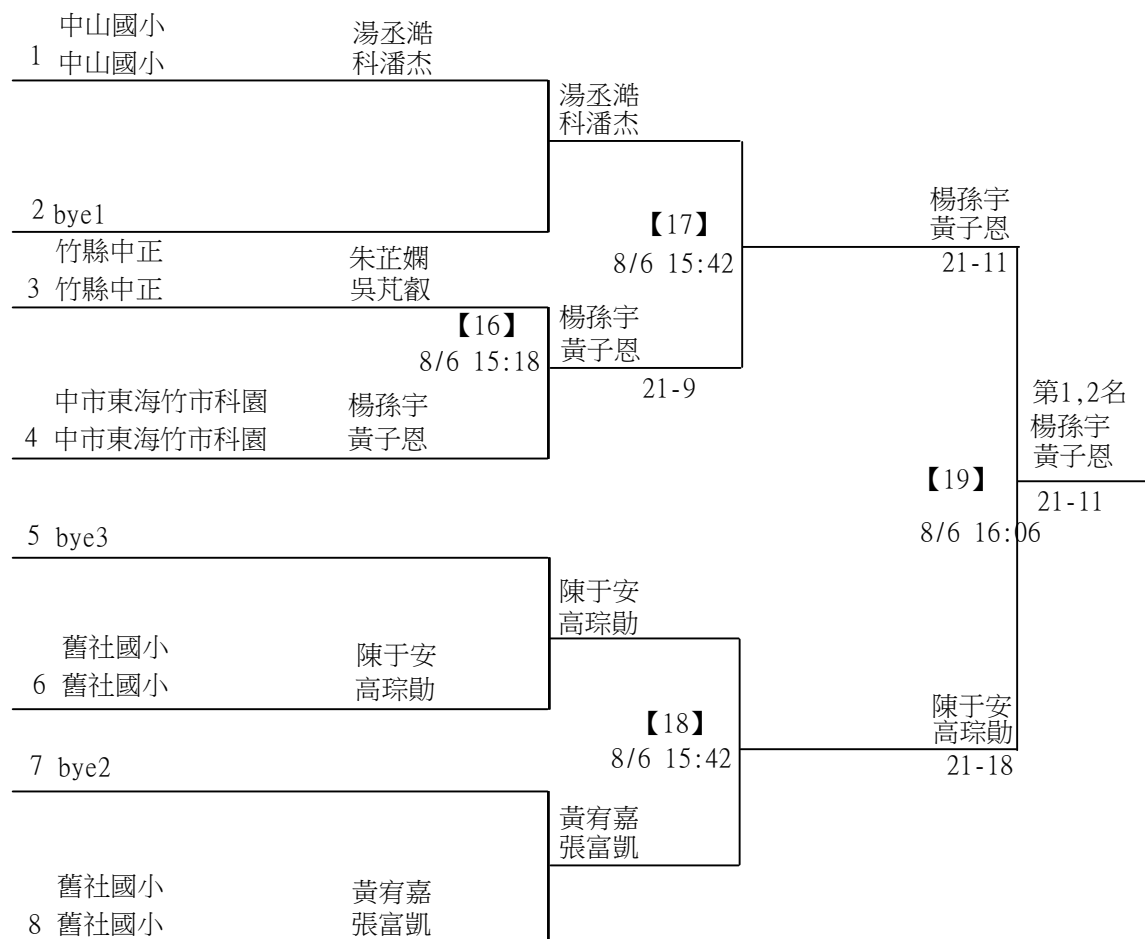 中山國小 湯丞澔
1 中山國小 科潘杰
湯丞澔
科潘杰
2 bye1
【17】
8/6 15:42
楊孫宇
黃子恩
21-11
竹縣中正 朱芷嫻
3 竹縣中正 吳芃叡
【16】
8/6 15:18
楊孫宇
黃子恩
21-9
中市東海竹市科園 楊孫宇
4 中市東海竹市科園 黃子恩
第1,2名
楊孫宇
黃子恩
21-11
【19】
8/6 16:06
5 bye3
陳于安
高琮勛
舊社國小 陳于安
6 舊社國小 高琮勛
【18】
8/6 15:42
陳于安
高琮勛
21-18
7 bye2
黃宥嘉
張富凱
舊社國小 黃宥嘉
8 舊社國小 張富凱